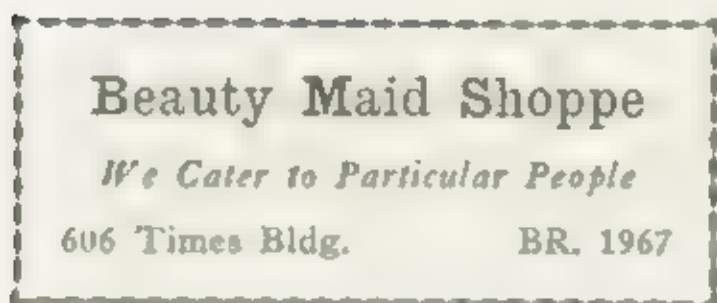 Beauty Maid Shoppe
We Cater to Particular People
606 Times Bldg. BR. 1967